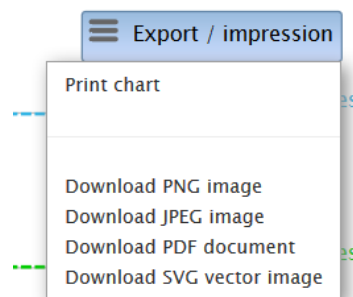 Export / impression
Print chart
Download PNG image
Download JPEG image
Download PDF document
Download SVG vector image